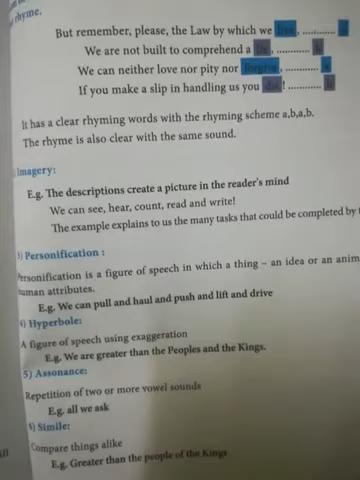 rhyme.
But remember, please, the Law by which we live, ............ a
We are not built to comprehend a lie, ............ b
We can neither love nor pity nor forgive, ............ a
If you make a slip in handling us you die! ............ b
It has a clear rhyming words with the rhyming scheme a,b,a,b.
The rhyme is also clear with the same sound.
Imagery:
E.g. The descriptions create a picture in the reader's mind
We can see, hear, count, read and write!
The example explains to us the many tasks that could be completed by
3) Personification :
Personification is a figure of speech in which a thing – an idea or an anim
human attributes.
E.g. We can pull and haul and push and lift and drive
4) Hyperbole:
A figure of speech using exaggeration
E.g. We are greater than the Peoples and the Kings.
5) Assonance:
Repetition of two or more vowel sounds
E.g. all we ask
6) Simile:
Compare things alike
E.g. Greater than the people of the Kings